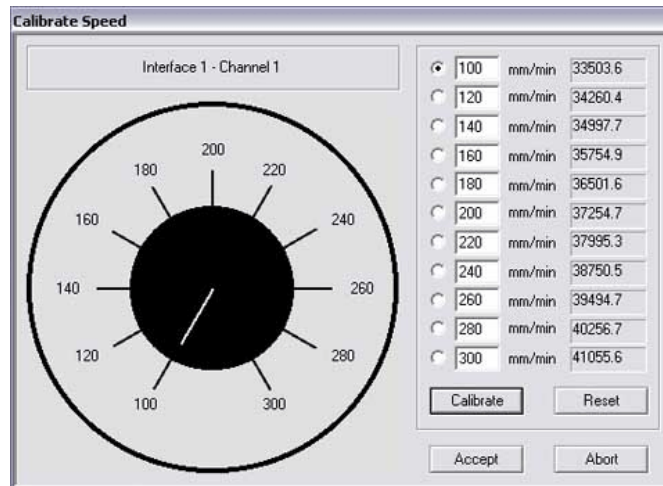 Calibrate Speed
Interface 1 - Channel 1
200
180
220
160
240
140
260
120
280
100
300
100 mm/min 33503.6
120 mm/min 34260.4
140 mm/min 34997.7
160 mm/min 35754.9
180 mm/min 36501.6
200 mm/min 37254.7
220 mm/min 37995.3
240 mm/min 38750.5
260 mm/min 39494.7
280 mm/min 40256.7
300 mm/min 41055.6
Calibrate
Reset
Accept
Abort